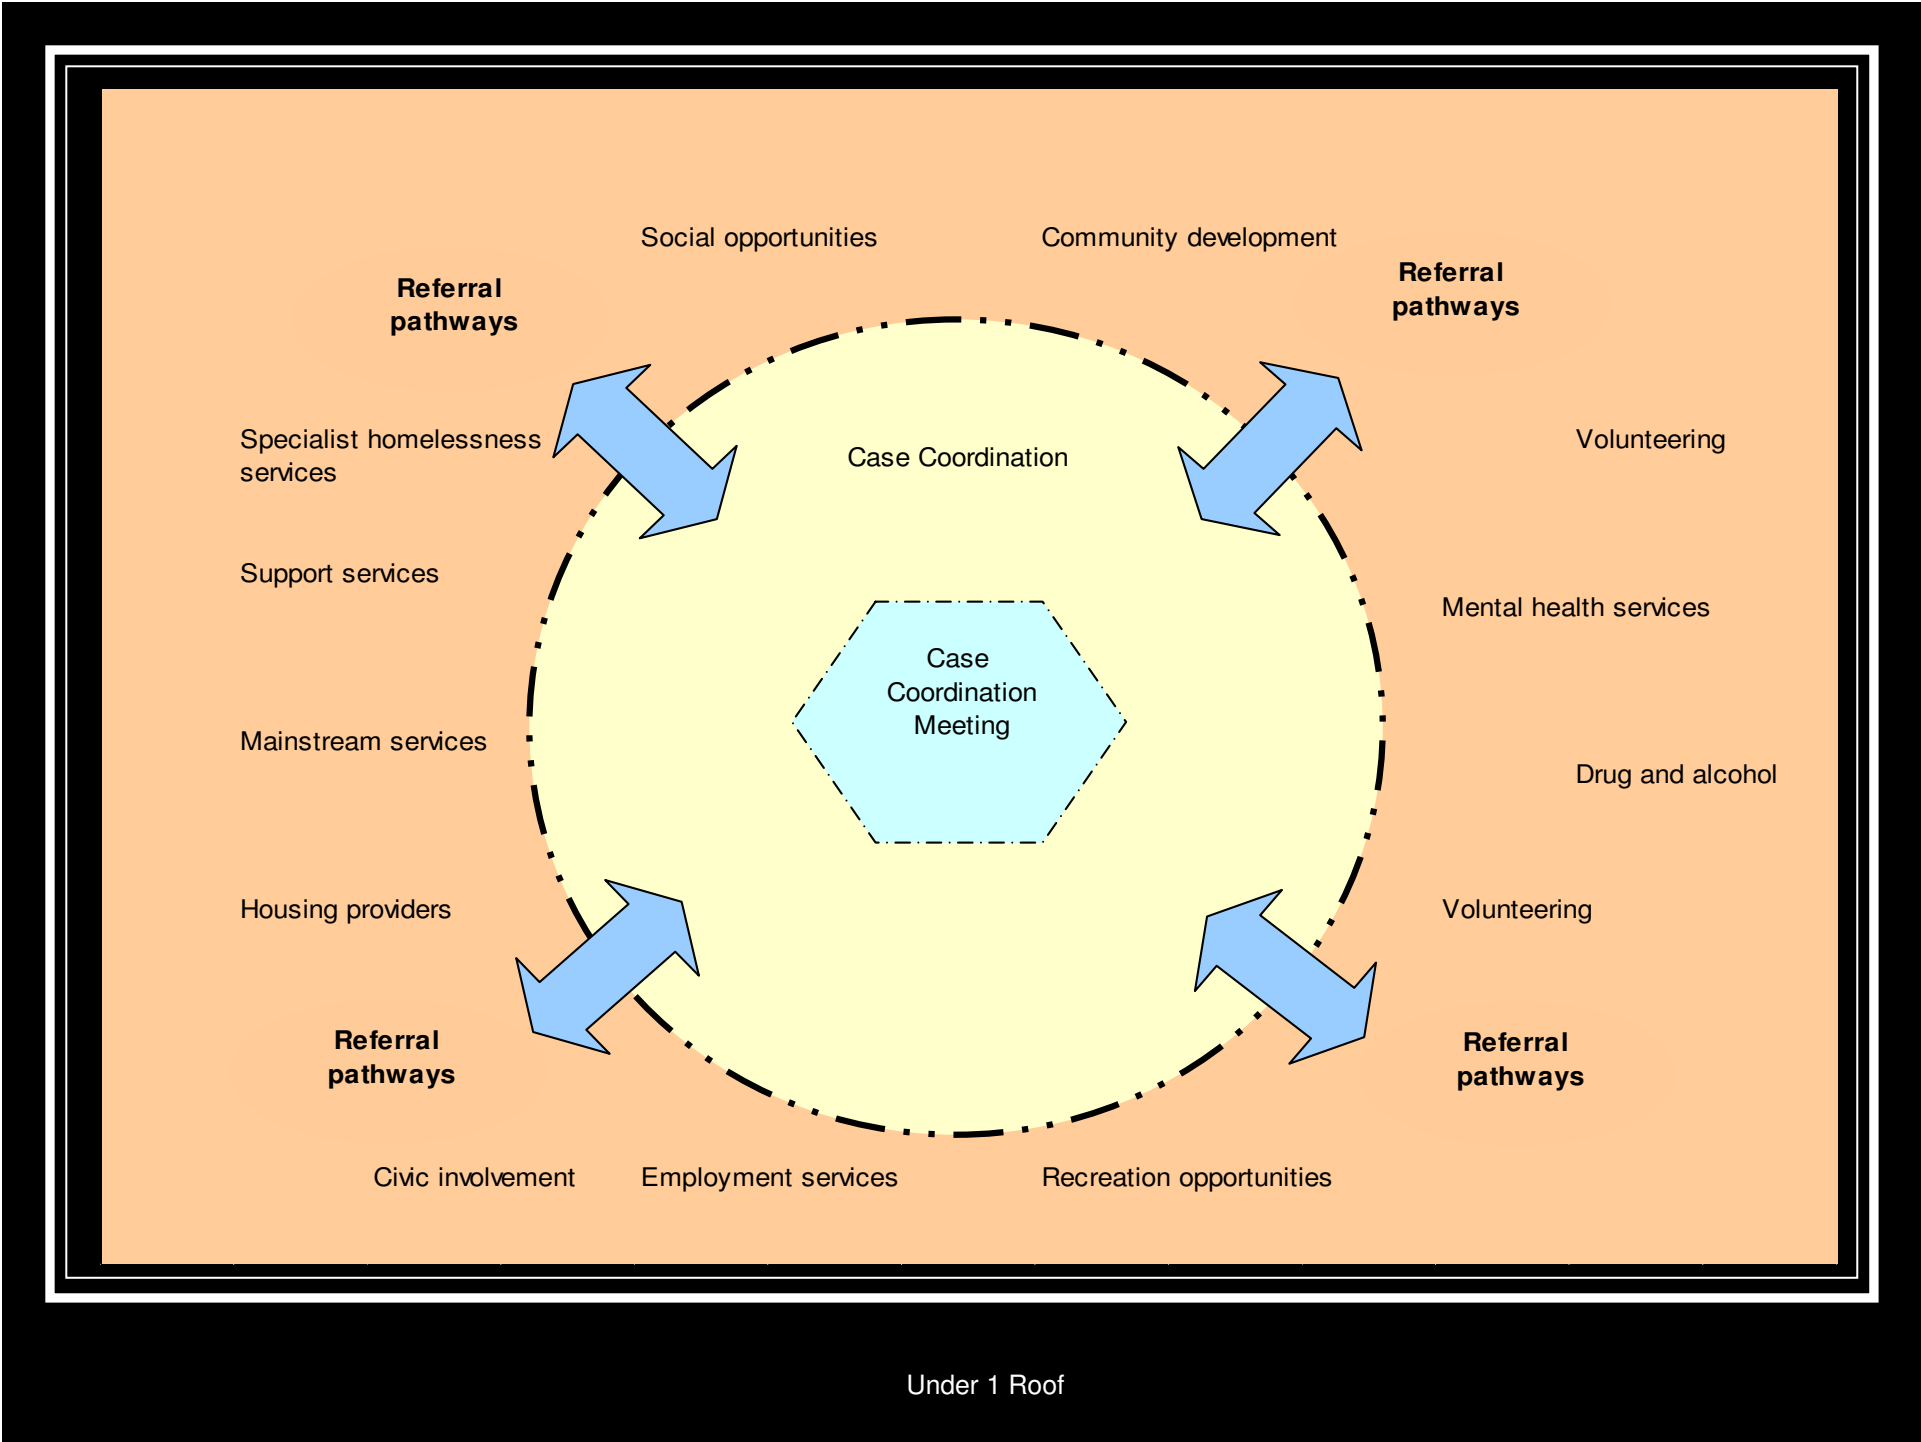 Social opportunities
Community development
Referral
pathways
Referral
pathways
Specialist homelessness
services
Case Coordination
Volunteering
Support services
Mental health services
Case
Coordination
Meeting
Mainstream services
Drug and alcohol
Housing providers
Volunteering
Referral
pathways
Referral
pathways
Civic involvement
Employment services
Recreation opportunities
Under 1 Roof